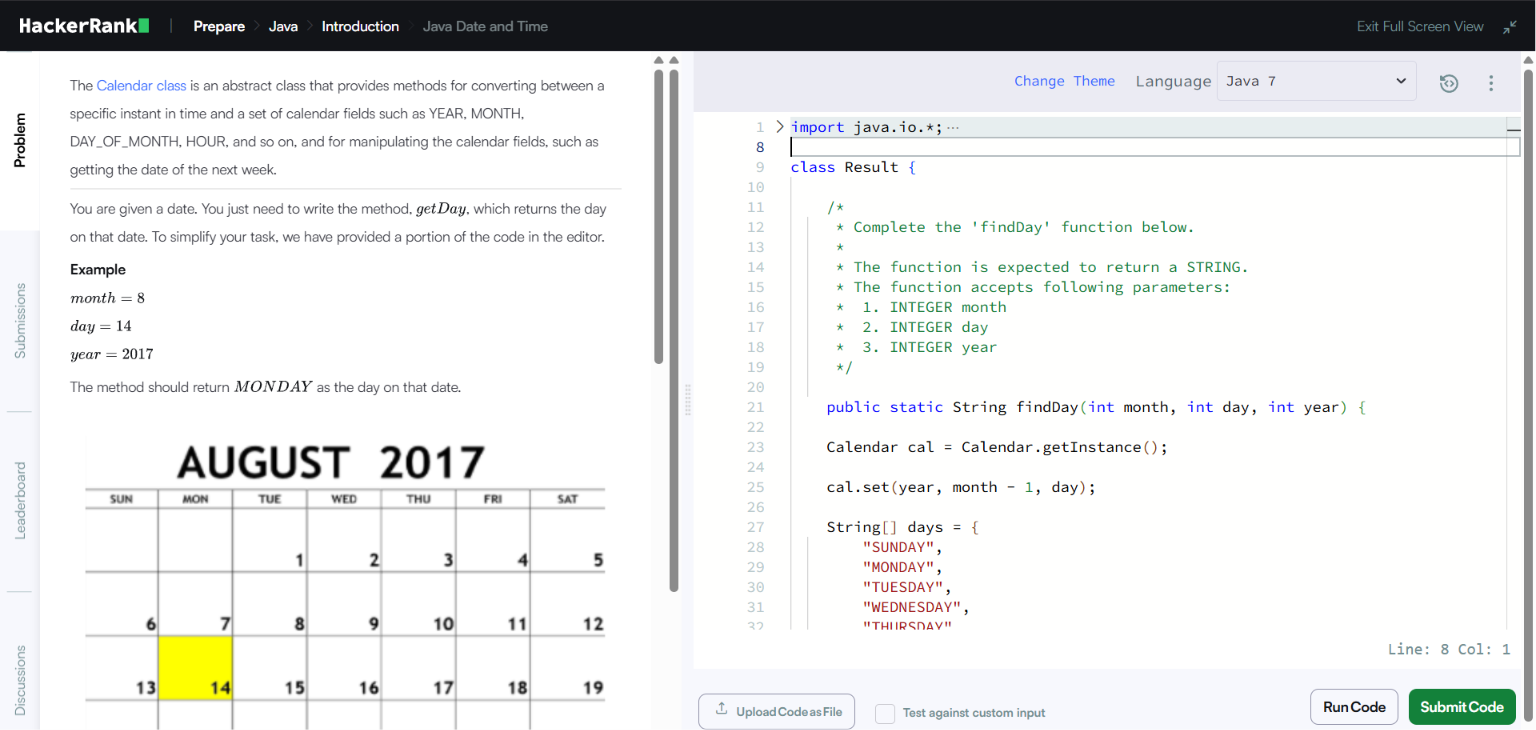 HackerRank | Prepare > Java > Introduction > Java Date and Time Exit Full Screen View
Problem
Submissions
Leaderboard
Discussions
The Calendar class is an abstract class that provides methods for converting between a
specific instant in time and a set of calendar fields such as YEAR, MONTH,
DAY_OF_MONTH, HOUR, and so on, and for manipulating the calendar fields, such as
getting the date of the next week.
You are given a date. You just need to write the method, getDay, which returns the day
on that date. To simplify your task, we have provided a portion of the code in the editor.
Example
month = 8
day = 14
year = 2017
The method should return MONDAY as the day on that date.
AUGUST 2017
SUN MON TUE WED THU FRI SAT
1 2 3 4 5
6 7 8 9 10 11 12
13 14 15 16 17 18 19
Change Theme Language Java 7
1 import java.io.*; ...
8
9 class Result {
10
11 /*
12 * Complete the 'findDay' function below.
13 *
14 * The function is expected to return a STRING.
15 * The function accepts following parameters:
16 * 1. INTEGER month
17 * 2. INTEGER day
18 * 3. INTEGER year
19 */
20
21 public static String findDay(int month, int day, int year) {
22
23 Calendar cal = Calendar.getInstance();
24
25 cal.set(year, month - 1, day);
26
27 String[] days = {
28 "SUNDAY",
29 "MONDAY",
30 "TUESDAY",
31 "WEDNESDAY",
32 "THURSDAY"
Line: 8 Col: 1
Upload Code as File Test against custom input Run Code Submit Code